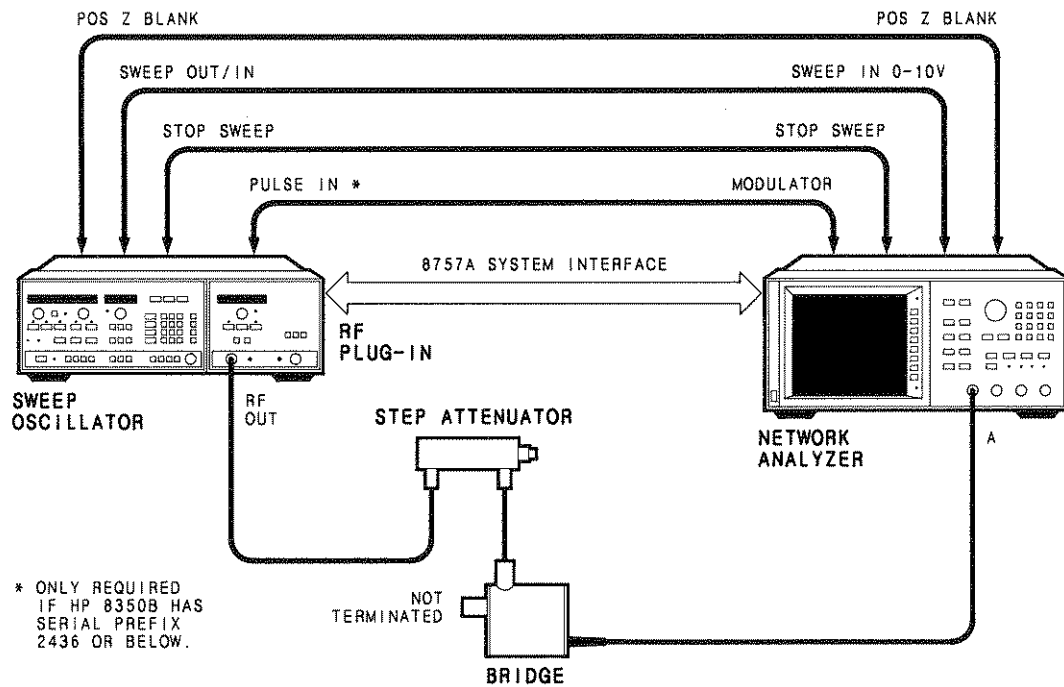 POS Z BLANK
POS Z BLANK
SWEEP OUT/IN
SWEEP IN 0-10V
STOP SWEEP
STOP SWEEP
PULSE IN *
MODULATOR
8757A SYSTEM INTERFACE
RF
PLUG-IN
SWEEP
OSCILLATOR
RF
OUT
STEP ATTENUATOR
NETWORK
ANALYZER
A
* ONLY REQUIRED
IF HP 8350B HAS
SERIAL PREFIX
2436 OR BELOW.
NOT
TERMINATED
BRIDGE